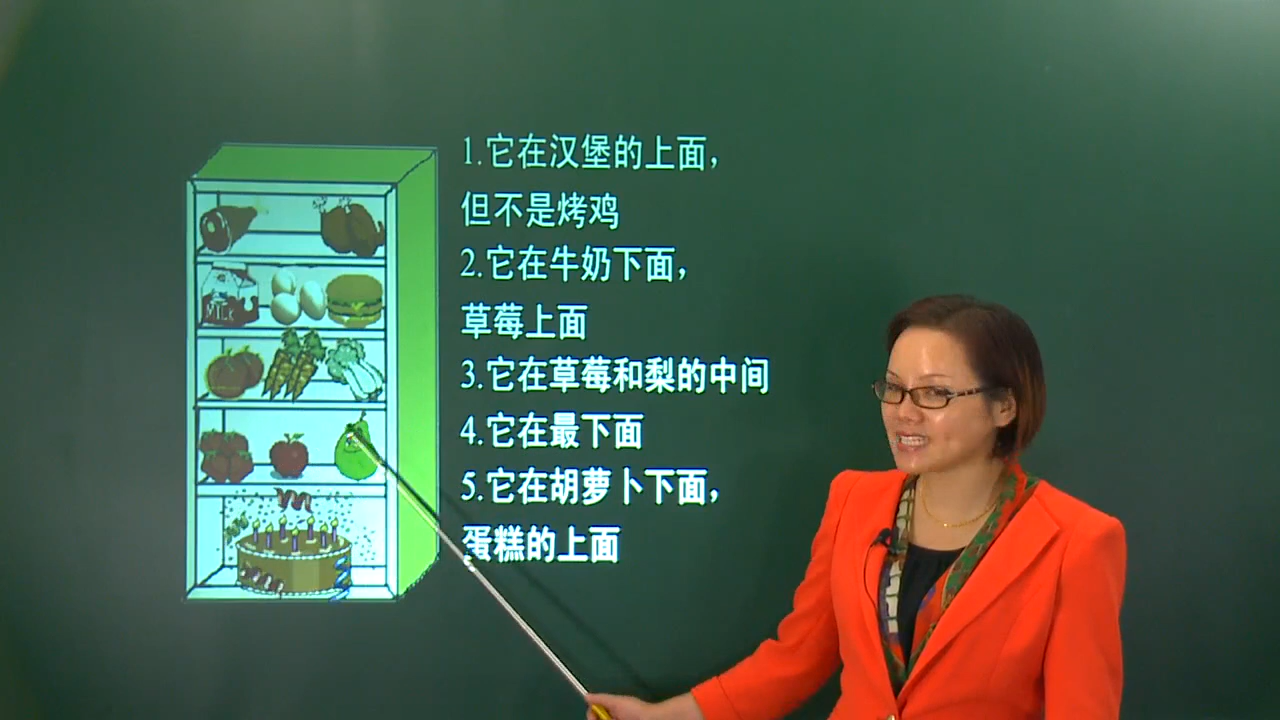 1.它在汉堡的上面，
但不是烤鸡
2.它在牛奶下面，
草莓上面
3.它在草莓和梨的中间
4.它在最下面
5.它在胡萝卜下面，
蛋糕的上面
MILK